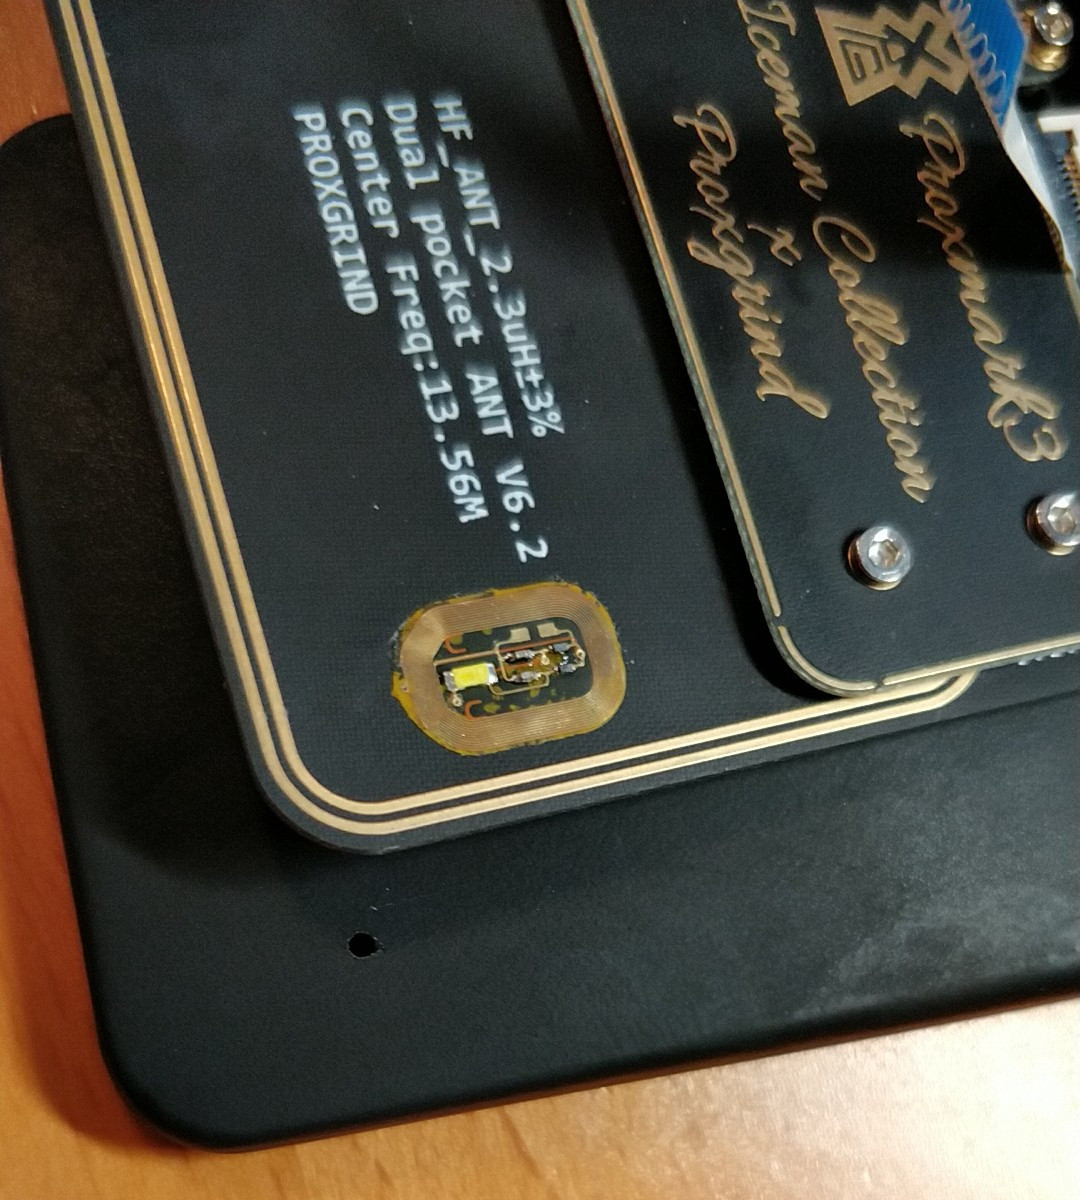 HF_ANT_2.3uH±3%
Dual pocket ANT V6.2
Center Freq:13.56M
PROXGRIND
Proxmark3
Iceman Collection
x
Proxgrind